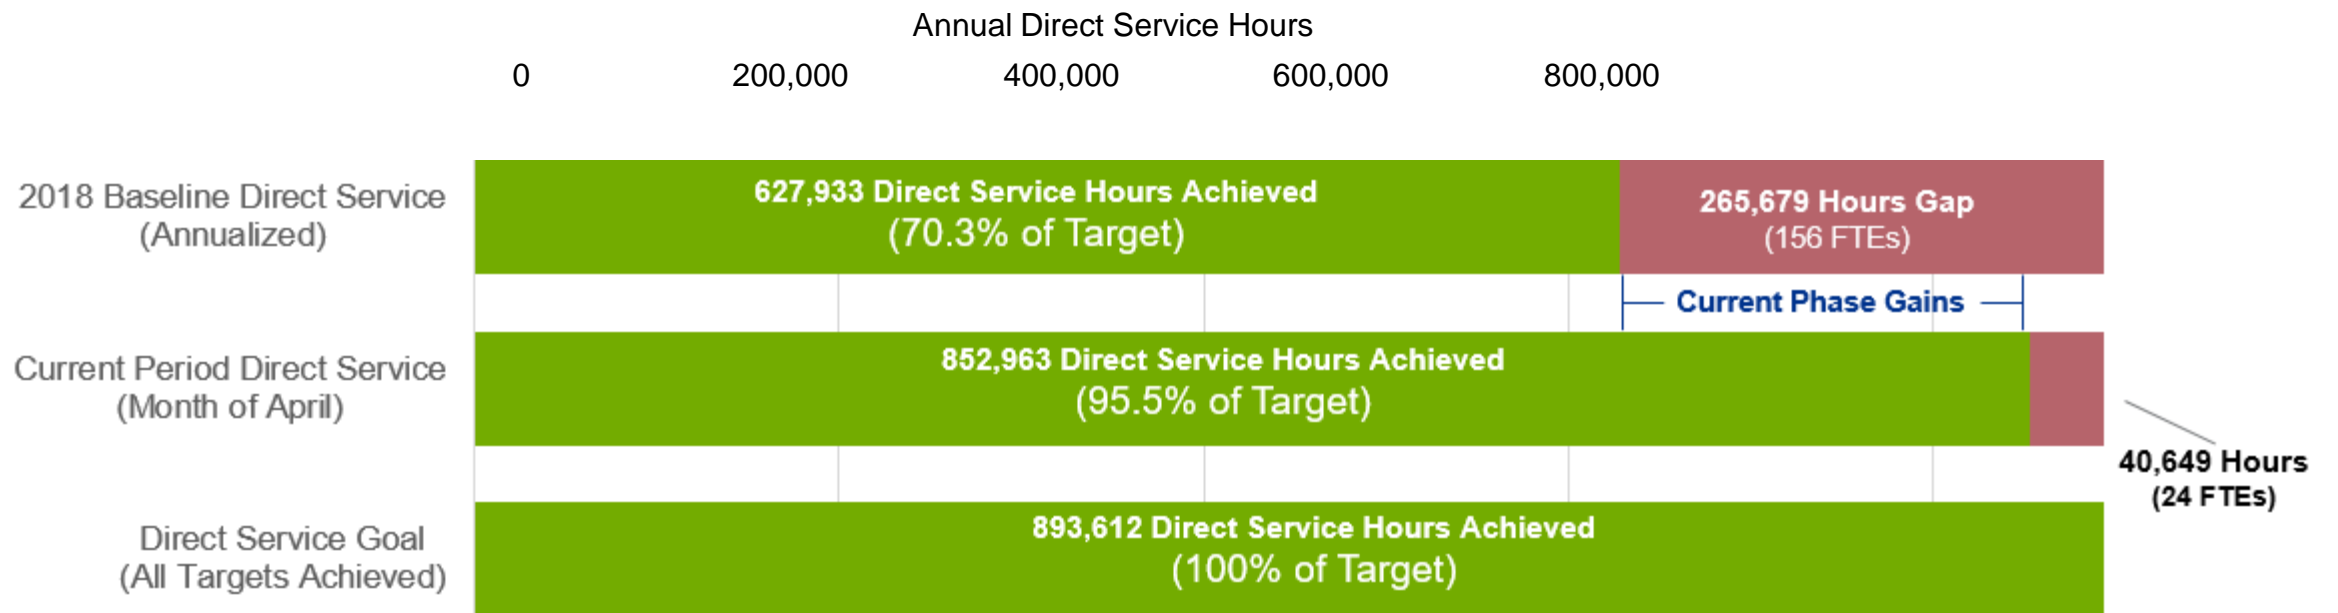 Annual Direct Service Hours
0 200,000 400,000 600,000 800,000
2018 Baseline Direct Service
(Annualized)
627,933 Direct Service Hours Achieved
(70.3% of Target)
265,679 Hours Gap
(156 FTEs)
Current Phase Gains
Current Period Direct Service
(Month of April)
852,963 Direct Service Hours Achieved
(95.5% of Target)
40,649 Hours
(24 FTEs)
Direct Service Goal
(All Targets Achieved)
893,612 Direct Service Hours Achieved
(100% of Target)